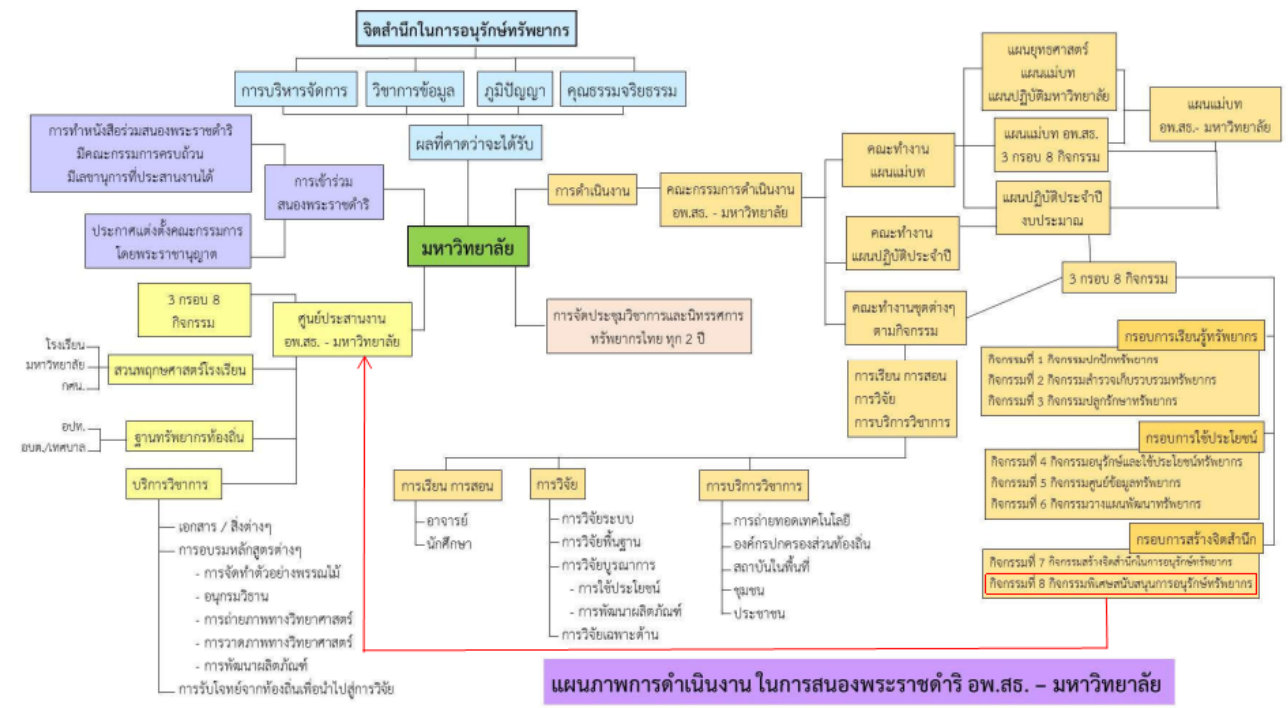 จิตสำนึกในการอนุรักษ์ทรัพยากร
การบริหารจัดการ
วิชาการข้อมูล
ภูมิปัญญา
คุณธรรมจริยธรรม
ผลที่คาดว่าจะได้รับ
การทำหนังสือร่วมสนองพระราชดำริ
มีคณะกรรมการครบถ้วน
มีเลขานุการที่ประสานงานได้
การเข้าร่วม
สนองพระราชดำริ
ประกาศแต่งตั้งคณะกรรมการ
โดยพระราชานุญาต
มหาวิทยาลัย
การดำเนินงาน
คณะกรรมการดำเนินงาน
อพ.สธ. - มหาวิทยาลัย
คณะทำงาน
แผนแม่บท
แผนยุทธศาสตร์
แผนแม่บท
แผนปฏิบัติมหาวิทยาลัย
แผนแม่บท อพ.สธ.
3 กรอบ 8 กิจกรรม
แผนแม่บท
อพ.สธ.- มหาวิทยาลัย
แผนปฏิบัติประจำปี
งบประมาณ
คณะทำงาน
แผนปฏิบัติประจำปี
3 กรอบ 8 กิจกรรม
คณะทำงานชุดต่างๆ
ตามกิจกรรม
การจัดประชุมวิชาการและนิทรรศการ
ทรัพยากรไทย ทุก 2 ปี
3 กรอบ 8
กิจกรรม
ศูนย์ประสานงาน
อพ.สธ. - มหาวิทยาลัย
โรงเรียน
มหาวิทยาลัย
กศน.
สวนพฤกษศาสตร์โรงเรียน
อปท.
อบต./เทศบาล
ฐานทรัพยากรท้องถิ่น
บริการวิชาการ
เอกสาร / สิ่งต่างๆ
การอบรมหลักสูตรต่างๆ
- การจัดทำตัวอย่างพรรณไม้
- อนุกรมวิธาน
- การถ่ายภาพทางวิทยาศาสตร์
- การวาดภาพทางวิทยาศาสตร์
- การพัฒนาผลิตภัณฑ์
การรับโจทย์จากท้องถิ่นเพื่อนำไปสู่การวิจัย
การเรียน การสอน
การวิจัย
การบริการวิชาการ
การเรียน การสอน
อาจารย์
นักศึกษา
การวิจัย
การวิจัยระบบ
การวิจัยพื้นฐาน
การวิจัยบูรณาการ
- การใช้ประโยชน์
- การพัฒนาผลิตภัณฑ์
การวิจัยเฉพาะด้าน
การบริการวิชาการ
การถ่ายทอดเทคโนโลยี
องค์กรปกครองส่วนท้องถิ่น
สถาบันในพื้นที่
ชุมชน
ประชาชน
กรอบการเรียนรู้ทรัพยากร
กิจกรรมที่ 1 กิจกรรมปกปักทรัพยากร
กิจกรรมที่ 2 กิจกรรมสำรวจเก็บรวบรวมทรัพยากร
กิจกรรมที่ 3 กิจกรรมปลูกรักษาทรัพยากร
กรอบการใช้ประโยชน์
กิจกรรมที่ 4 กิจกรรมอนุรักษ์และใช้ประโยชน์ทรัพยากร
กิจกรรมที่ 5 กิจกรรมศูนย์ข้อมูลทรัพยากร
กิจกรรมที่ 6 กิจกรรมวางแผนพัฒนาทรัพยากร
กรอบการสร้างจิตสำนึก
กิจกรรมที่ 7 กิจกรรมสร้างจิตสำนึกในการอนุรักษ์ทรัพยากร
กิจกรรมที่ 8 กิจกรรมพิเศษสนับสนุนการอนุรักษ์ทรัพยากร
แผนภาพการดำเนินงาน ในการสนองพระราชดำริ อพ.สธ. – มหาวิทยาลัย